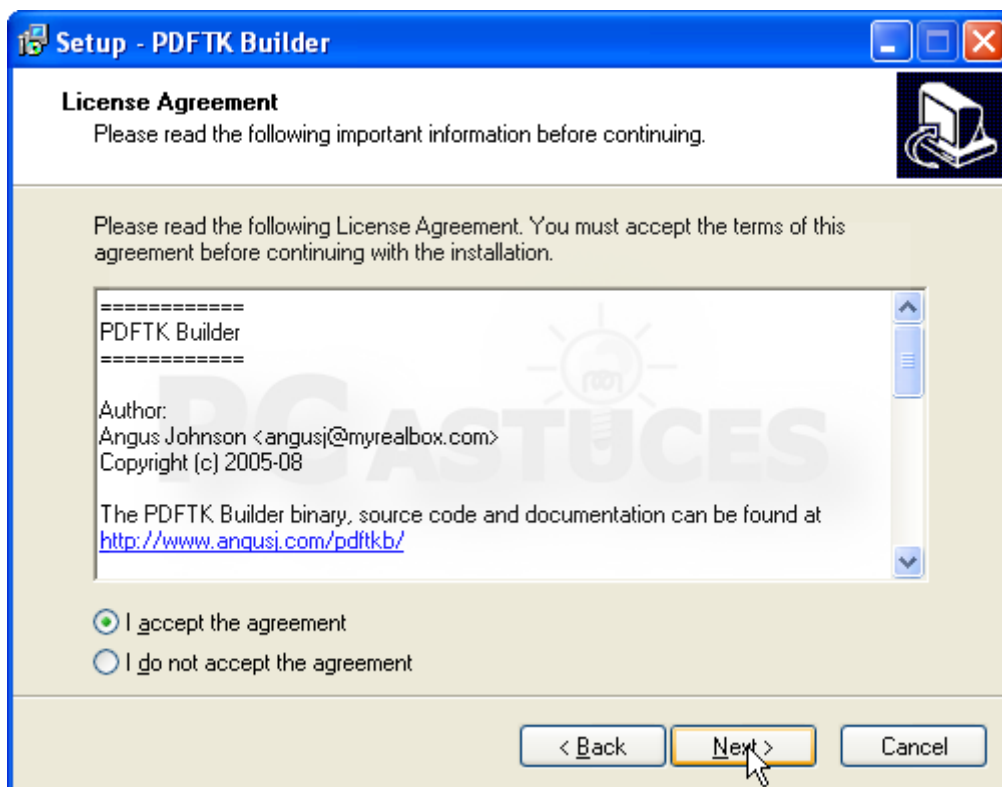 Setup - PDFTK Builder
License Agreement
Please read the following important information before continuing.
Please read the following License Agreement. You must accept the terms of this
agreement before continuing with the installation.
============
PDFTK Builder
============
Author:
Angus Johnson <angusj@myrealbox.com>
Copyright (c) 2005-08
The PDFTK Builder binary, source code and documentation can be found at
http://www.angusj.com/pdftkb/
PC ASTUCES
I accept the agreement
I do not accept the agreement
< Back
Next >
Cancel